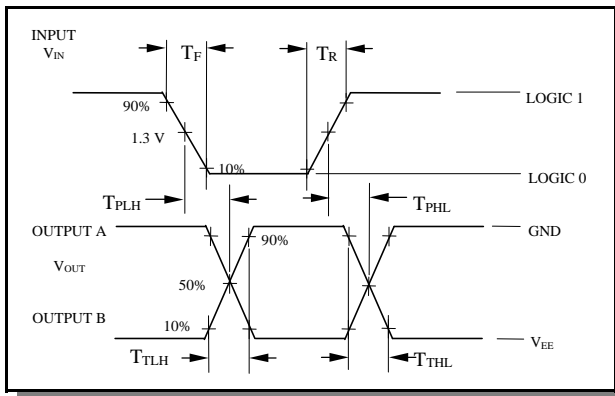 INPUT
VIN
TF
TR
90%
LOGIC 1
1.3 V
10%
LOGIC 0
TPLH
TPHL
OUTPUT A
90%
GND
VOUT
50%
OUTPUT B
10%
VEE
TTLH
TTHL